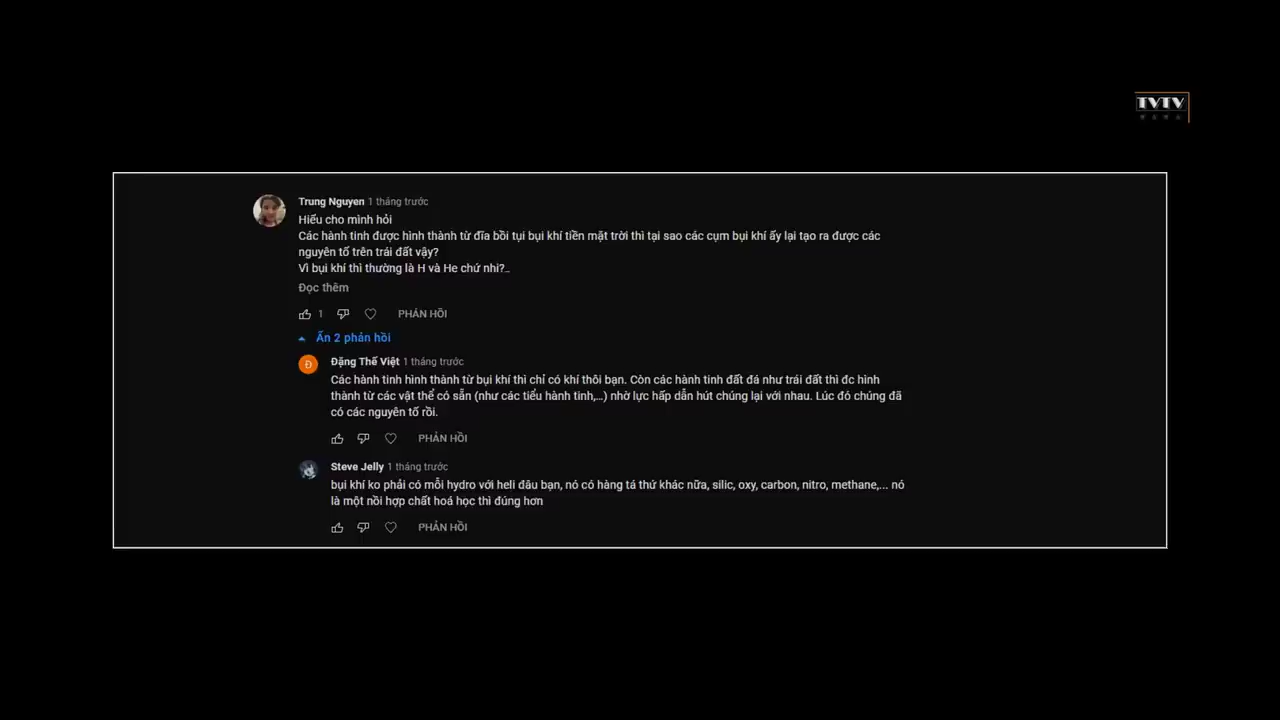 TVTV
Trung Nguyen 1 tháng trước
Hiếu cho mình hỏi
Các hành tinh được hình thành từ đĩa bồi tụi bụi khí tiền mặt trời thì tại sao các cụm bụi khí ấy lại tạo ra được các
nguyên tố trên trái đất vậy?
Vì bụi khí thì thường là H và He chứ nhi?...
Đọc thêm
1 PHẢN HỒI
Ẩn 2 phản hồi
Đ
Đặng Thế Việt 1 tháng trước
Các hành tinh hình thành từ bụi khí thì chỉ có khí thôi bạn. Còn các hành tinh đất đá như trái đất thì đc hình
thành từ các vật thể có sẵn (như các tiểu hành tinh,...) nhờ lực hấp dẫn hút chúng lại với nhau. Lúc đó chúng đã
có các nguyên tố rồi.
PHẢN HỒI
Steve Jelly 1 tháng trước
bụi khí ko phải có mỗi hydro với heli đâu bạn, nó có hàng tá thứ khác nữa, silic, oxy, carbon, nitro, methane,... nó
là một nồi hợp chất hoá học thì đúng hơn
PHẢN HỒI